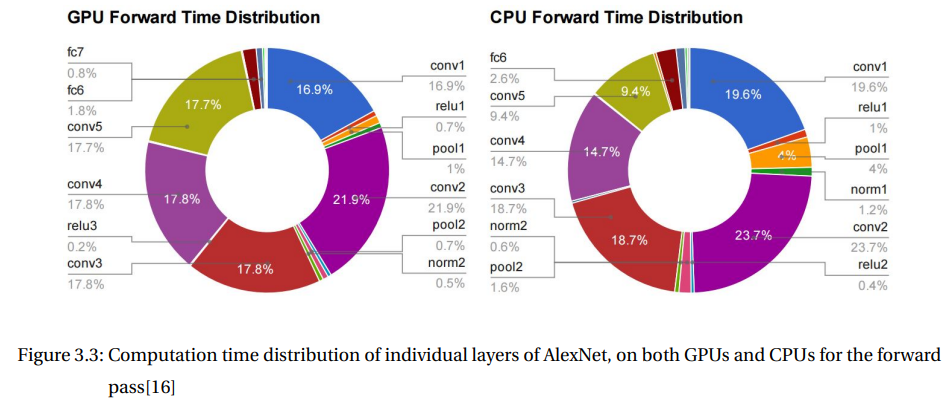 GPU Forward Time Distribution
fc7
0.8%
fc6
1.8%
conv5
17.7%
conv4
17.8%
relu3
0.2%
conv3
17.8%
conv1
16.9%
relu1
0.7%
pool1
1%
conv2
21.9%
pool2
0.7%
norm2
0.5%
16.9%
21.9%
17.8%
17.8%
17.7%
CPU Forward Time Distribution
fc6
2.6%
conv5
9.4%
conv4
14.7%
conv3
18.7%
norm2
0.6%
pool2
1.6%
conv1
19.6%
relu1
1%
pool1
4%
norm1
1.2%
conv2
23.7%
relu2
0.4%
19.6%
4%
23.7%
18.7%
14.7%
9.4%
Figure 3.3: Computation time distribution of individual layers of AlexNet, on both GPUs and CPUs for the forward
pass[16]